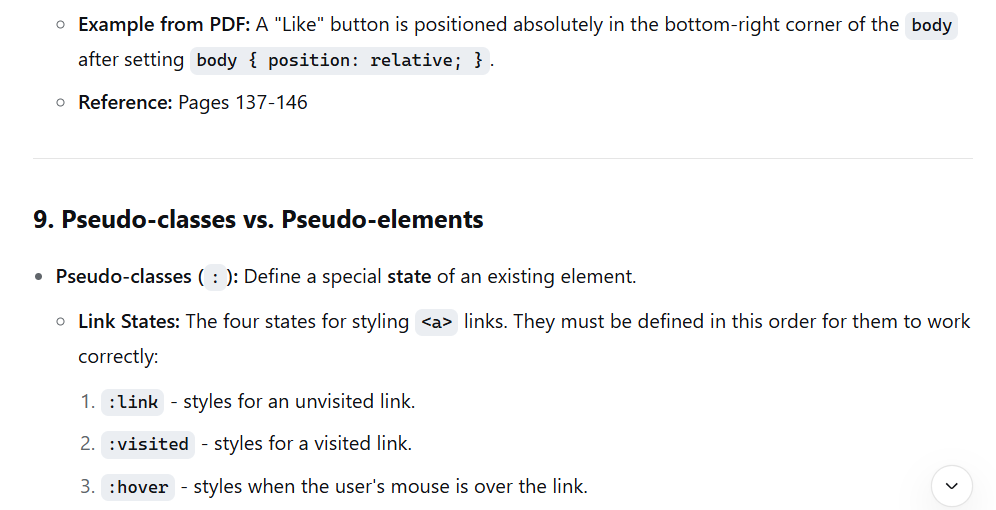 Example from PDF: A "Like" button is positioned absolutely in the bottom-right corner of the body
after setting body { position: relative; }.
Reference: Pages 137-146
9. Pseudo-classes vs. Pseudo-elements
Pseudo-classes (:): Define a special state of an existing element.
Link States: The four states for styling <a> links. They must be defined in this order for them to work
correctly:
1. :link - styles for an unvisited link.
2. :visited - styles for a visited link.
3. :hover - styles when the user's mouse is over the link.